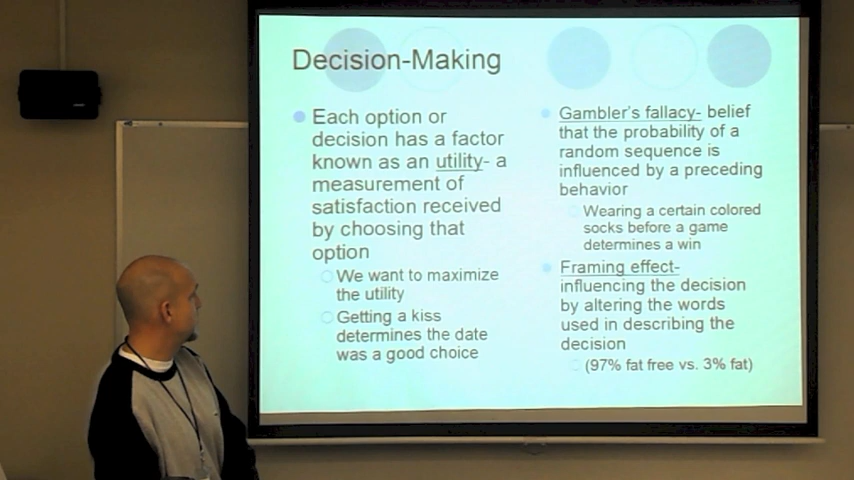 Decision-Making
Each option or
decision has a factor
known as an utility- a
measurement of
satisfaction received
by choosing that
option
We want to maximize
the utility
Getting a kiss
determines the date
was a good choice
Gambler's fallacy- belief
that the probability of a
random sequence is
influenced by a preceding
behavior
Wearing a certain colored
socks before a game
determines a win
Framing effect-
influencing the decision
by altering the words
used in describing the
decision
(97% fat free vs. 3% fat)